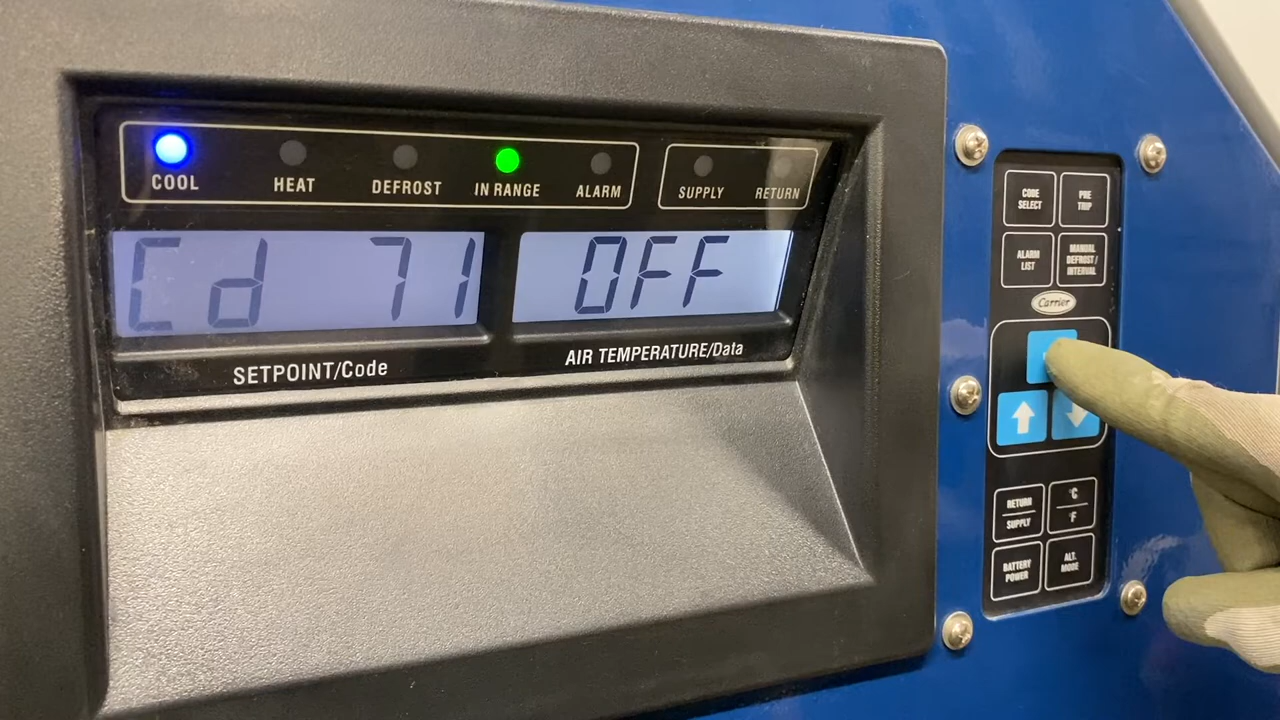 COOL HEAT DEFROST IN RANGE ALARM SUPPLY RETURN
Cd 71 OFF
SETPOINT/Code AIR TEMPERATURE/Data
CODE
SELECT
PRE
TRIP
ALARM
LIST
MANUAL
DEFROST/
INTERVAL
Carrier
RETURN
SUPPLY
°C
°F
BATTERY
POWER
ALT.
MODE